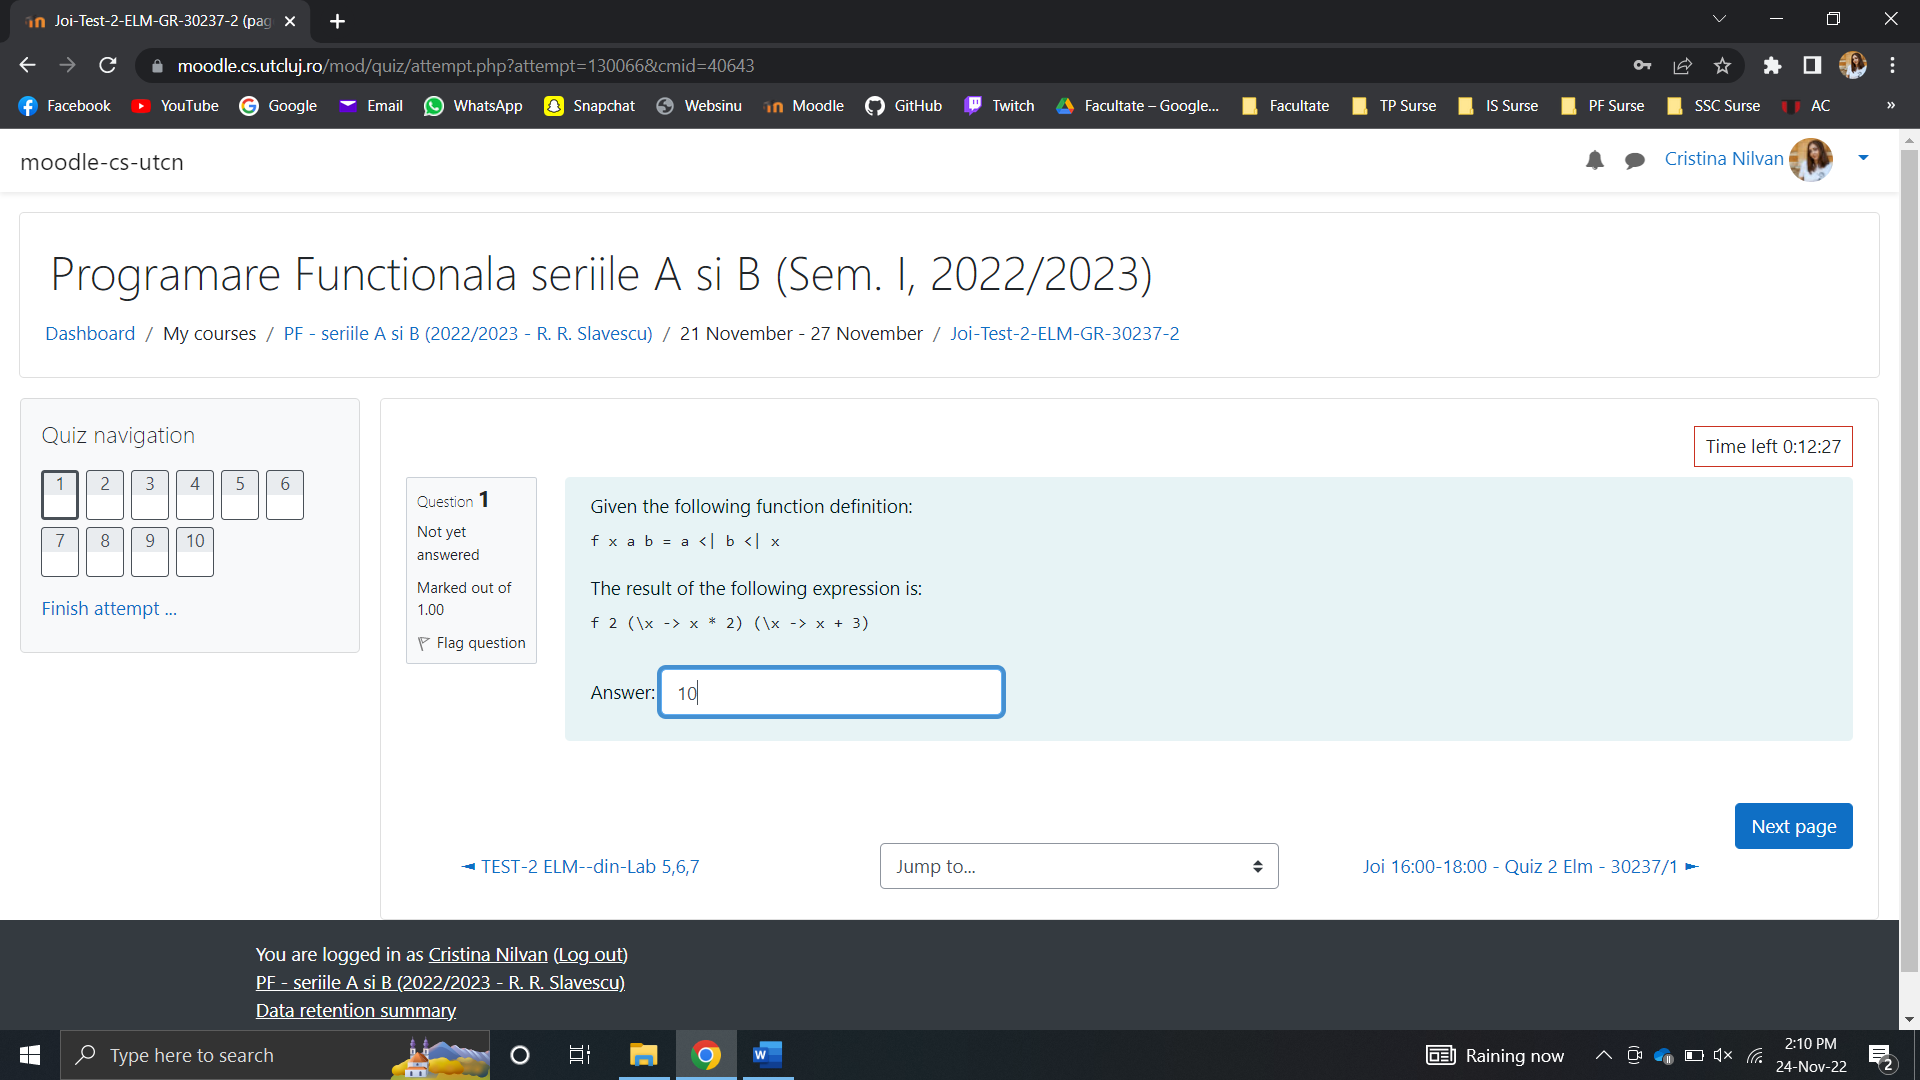 Joi-Test-2-ELM-GR-30237-2 (pag
moodle.cs.utcluj.ro/mod/quiz/attempt.php?attempt=130066&cmid=40643
Facebook YouTube Google Email WhatsApp Snapchat Websinu Moodle GitHub Twitch Facultate – Google... Facultate TP Surse IS Surse PF Surse SSC Surse AC »
moodle-cs-utcn
Cristina Nilvan
Programare Functionala seriile A si B (Sem. I, 2022/2023)
Dashboard / My courses / PF - seriile A si B (2022/2023 - R. R. Slavescu) / 21 November - 27 November / Joi-Test-2-ELM-GR-30237-2
Quiz navigation
1 2 3 4 5 6
7 8 9 10
Finish attempt ...
Time left 0:12:27
Question 1
Not yet
answered
Marked out of
1.00
Flag question
Given the following function definition:
f x a b = a <| b <| x
The result of the following expression is:
f 2 (\x -> x * 2) (\x -> x + 3)
Answer: 10
Next page
◄ TEST-2 ELM--din-Lab 5,6,7
Jump to...
Joi 16:00-18:00 - Quiz 2 Elm - 30237/1 ►
You are logged in as Cristina Nilvan (Log out)
PF - seriile A si B (2022/2023 - R. R. Slavescu)
Data retention summary
Type here to search
W
Raining now
2:10 PM
24-Nov-22
2